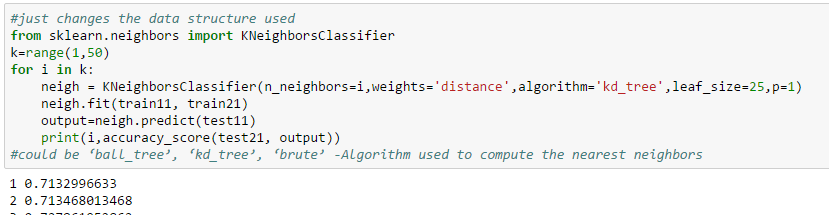 #just changes the data structure used
from sklearn.neighbors import KNeighborsClassifier
k=range(1,50)
for i in k:
    neigh = KNeighborsClassifier(n_neighbors=i,weights='distance',algorithm='kd_tree',leaf_size=25,p=1)
    neigh.fit(train11, train21)
    output=neigh.predict(test11)
    print(i,accuracy_score(test21, output))
#could be ‘ball_tree’, ‘kd_tree’, ‘brute’ -Algorithm used to compute the nearest neighbors
1 0.7132996633
2 0.713468013468